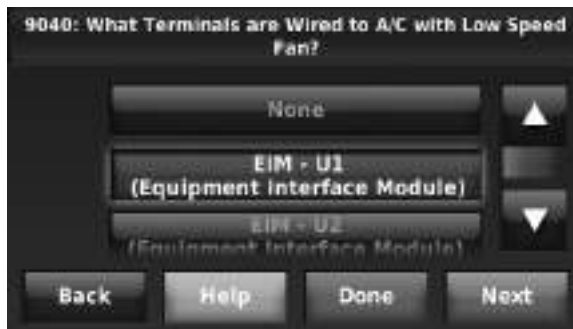 9040: What Terminals are Wired to A/C with Low Speed
Fan?
None
EIM - U1
(Equipment Interface Module)
EIM - U2
(Equipment Interface Module)
Back
Help
Done
Next